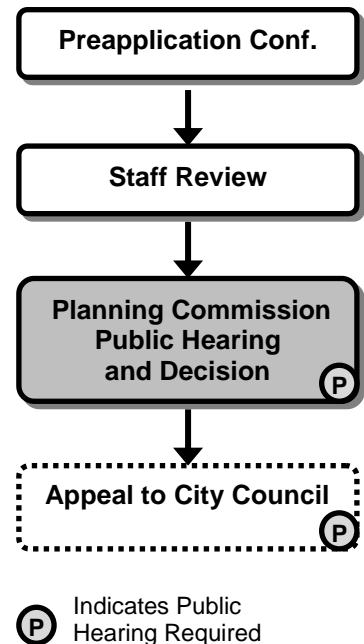 Preapplication Conf.
Staff Review
Planning Commission
Public Hearing
and Decision
P
Appeal to City Council
P
P
Indicates Public
Hearing Required